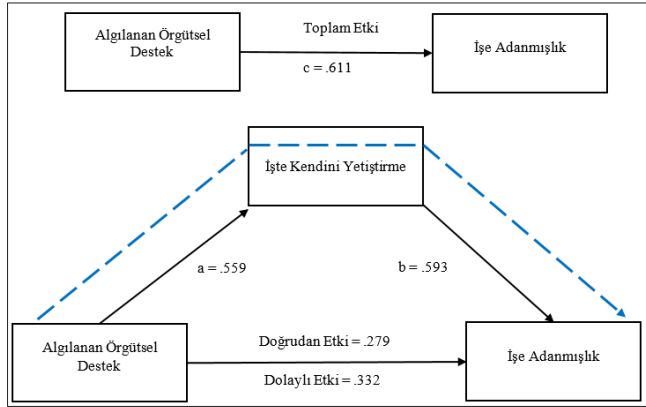 Algılanan Örgütsel
Destek
Toplam Etki
c = .611
İşe Adanmışlık
İşte Kendini Yetiştirme
a = .559
b = .593
Algılanan Örgütsel
Destek
Doğrudan Etki = .279
Dolaylı Etki = .332
İşe Adanmışlık